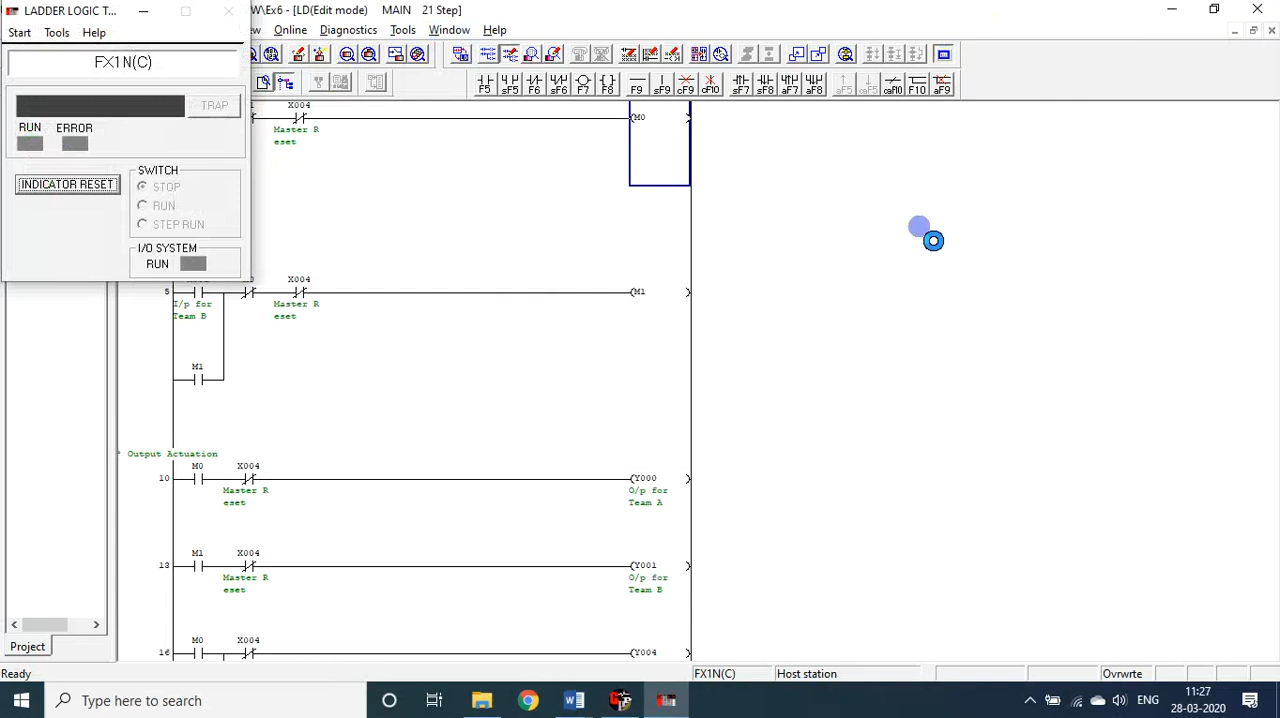 LADDER LOGIC T...
W\Ex6 - [LD(Edit mode) MAIN 21 Step]
Start Tools Help
ew Online Diagnostics Tools Window Help
FX1N(C)
TRAP
RUN ERROR
INDICATOR RESET
SWITCH
STOP
RUN
STEP RUN
I/O SYSTEM
RUN
F5 sF5 F6 sF6 F7 F8 F9 sF9 cF9 cF10 sF7 sF8 aF7 aF8 aF5 caF5 caF10 F10 aF9
1 X004 M0
Master R
eset
5 X004 M1
I/p for
Team B
Master R
eset
M1
* Output Actuation
10 M0 X004 Y000
Master R
eset
O/p for
Team A
13 M1 X004 Y001
Master R
eset
O/p for
Team B
16 M0 X004 Y004
Project
Ready FX1N(C) Host station Ovrwrte
Type here to search
ENG
11:27
28-03-2020